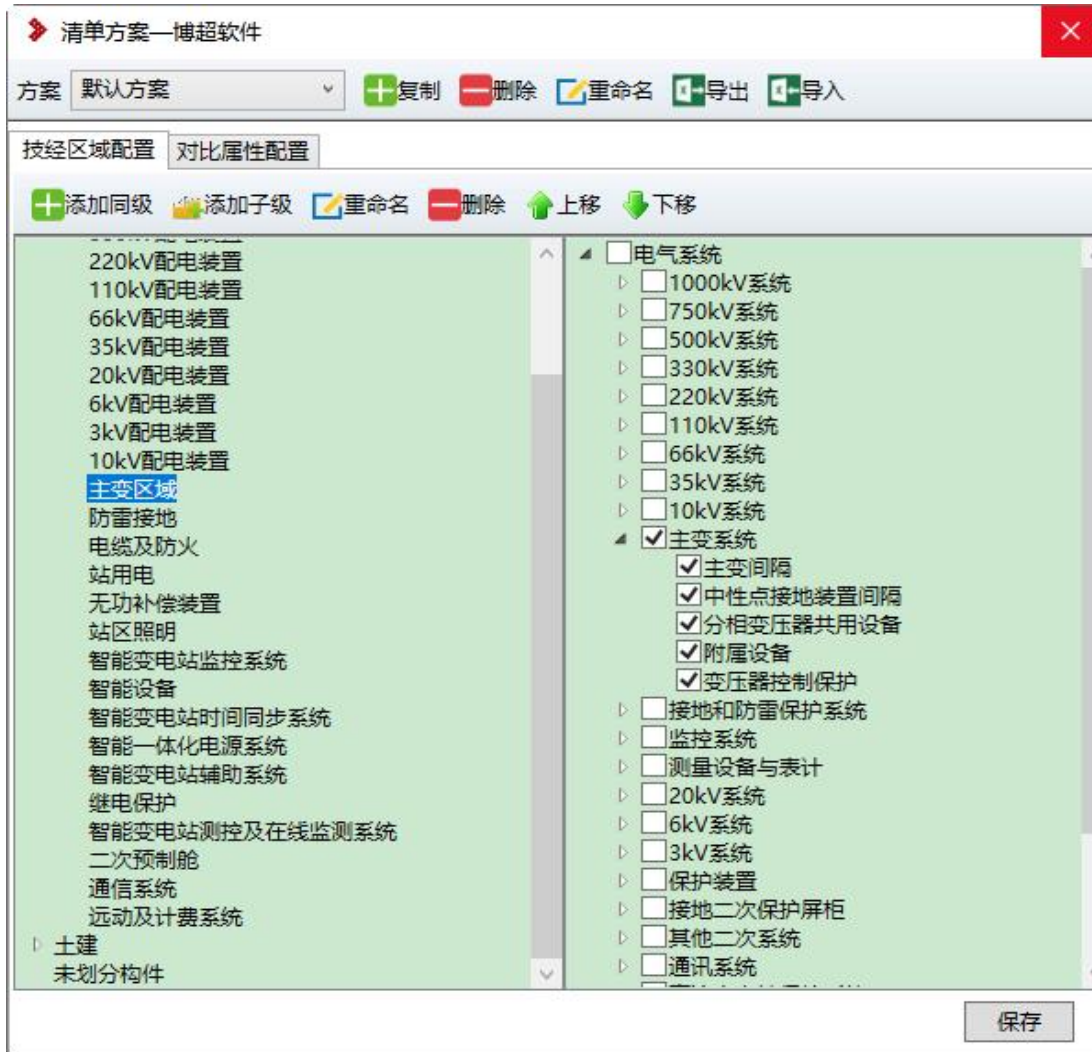 清单方案—博超软件
方案 默认方案 复制 删除 重命名 导出 导入
技经区域配置 对比属性配置
添加同级 添加子级 重命名 删除 上移 下移
220kV配电装置
110kV配电装置
66kV配电装置
35kV配电装置
20kV配电装置
6kV配电装置
3kV配电装置
10kV配电装置
主变区域
防雷接地
电缆及防火
站用电
无功补偿装置
站区照明
智能变电站监控系统
智能设备
智能变电站时间同步系统
智能一体化电源系统
智能变电站辅助系统
继电保护
智能变电站测控及在线监测系统
二次预制舱
通信系统
远动及计费系统
土建
未划分构件
电气系统
1000kV系统
750kV系统
500kV系统
330kV系统
220kV系统
110kV系统
66kV系统
35kV系统
10kV系统
主变系统
主变间隔
中性点接地装置间隔
分相变压器共用设备
附属设备
变压器控制保护
接地和防雷保护系统
监控系统
测量设备与表计
20kV系统
6kV系统
3kV系统
保护装置
接地二次保护屏柜
其他二次系统
通讯系统
保存